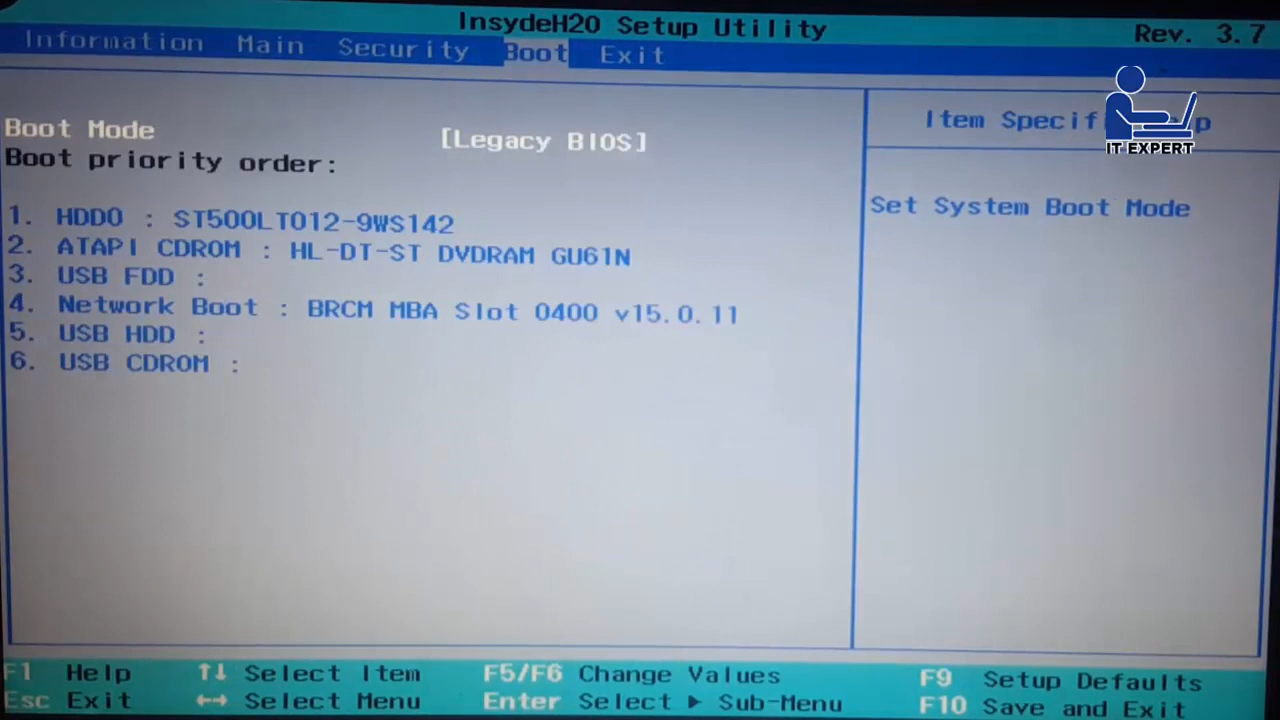 InsydeH2O Setup Utility
Rev. 3.7
Information Main Security Boot Exit
Boot Mode [Legacy BIOS]
Boot priority order:
1. HDD0 : ST500LT012-9WS142
2. ATAPI CDROM : HL-DT-ST DVDRAM GU61N
3. USB FDD :
4. Network Boot : BRCM MBA Slot 0400 v15.0.11
5. USB HDD :
6. USB CDROM :
Item
IT EXPERT
Set System Boot Mode
F1 Help ↑↓ Select Item F5/F6 Change Values F9 Setup Defaults
Esc Exit ←→ Select Menu Enter Select ▶ Sub-Menu F10 Save and Exit